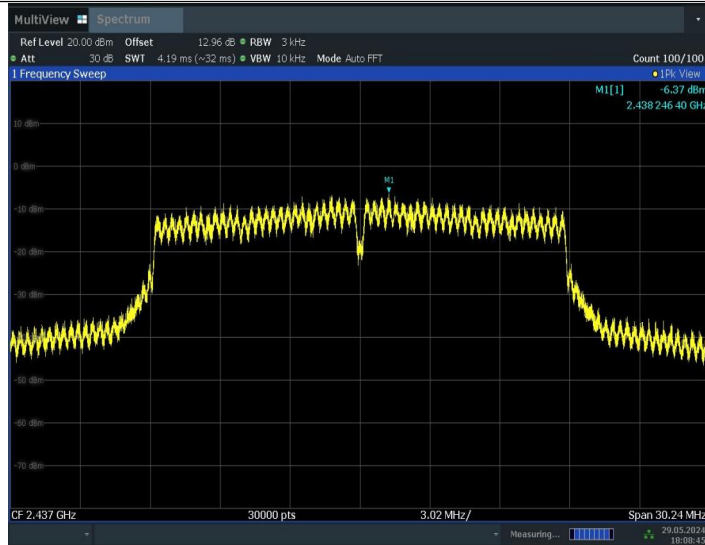 MultiView Spectrum
Ref Level 20.00 dBm Offset 12.96 dB RBW 3 kHz
Att 30 dB SWT 4.19 ms (~32 ms) VBW 10 kHz Mode Auto FFT Count 100/100
1 Frequency Sweep 1Pk View
M1[1] -6.37 dBm
2.438 246 40 GHz
10 dBm
0 dBm
M1
-10 dBm
-20 dBm
-30 dBm
-50 dBm
-60 dBm
-70 dBm
CF 2.437 GHz 30000 pts 3.02 MHz/ Span 30.24 MHz
Measuring... 29.05.2024
18:08:45